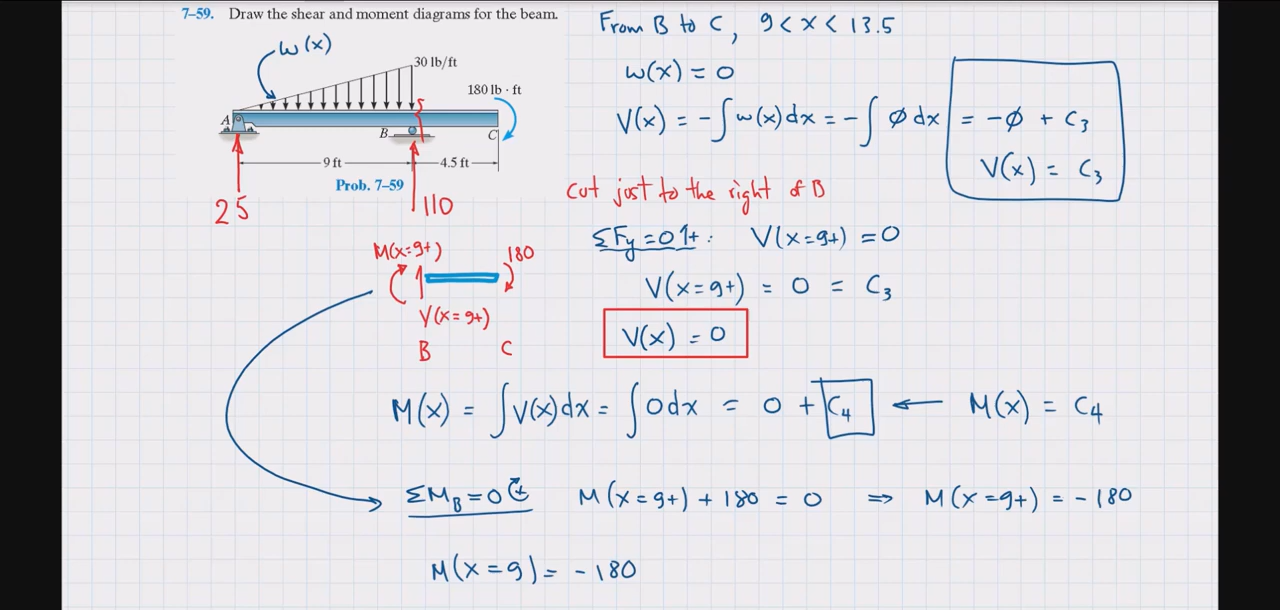 7–59. Draw the shear and moment diagrams for the beam.
w(x)
30 lb/ft
180 lb · ft
A
B
C
9 ft
4.5 ft
Prob. 7–59
25
110
M(x=9+)
180
V(x=9+)
B
C
From B to C, 9 < x < 13.5
w(x) = 0
V(x) = -∫w(x)dx = -∫ 0 dx = -0 + C₃
V(x) = C₃
Cut just to the right of B
ΣFy = 0 ↑+: V(x=9+) = 0
V(x=9+) = 0 = C₃
V(x) = 0
M(x) = ∫V(x)dx = ∫0dx = 0 + C₄ ← M(x) = C₄
ΣM_B = 0 ↻+ M(x=9+) + 180 = 0 ⇒ M(x=9+) = -180
M(x=9) = -180